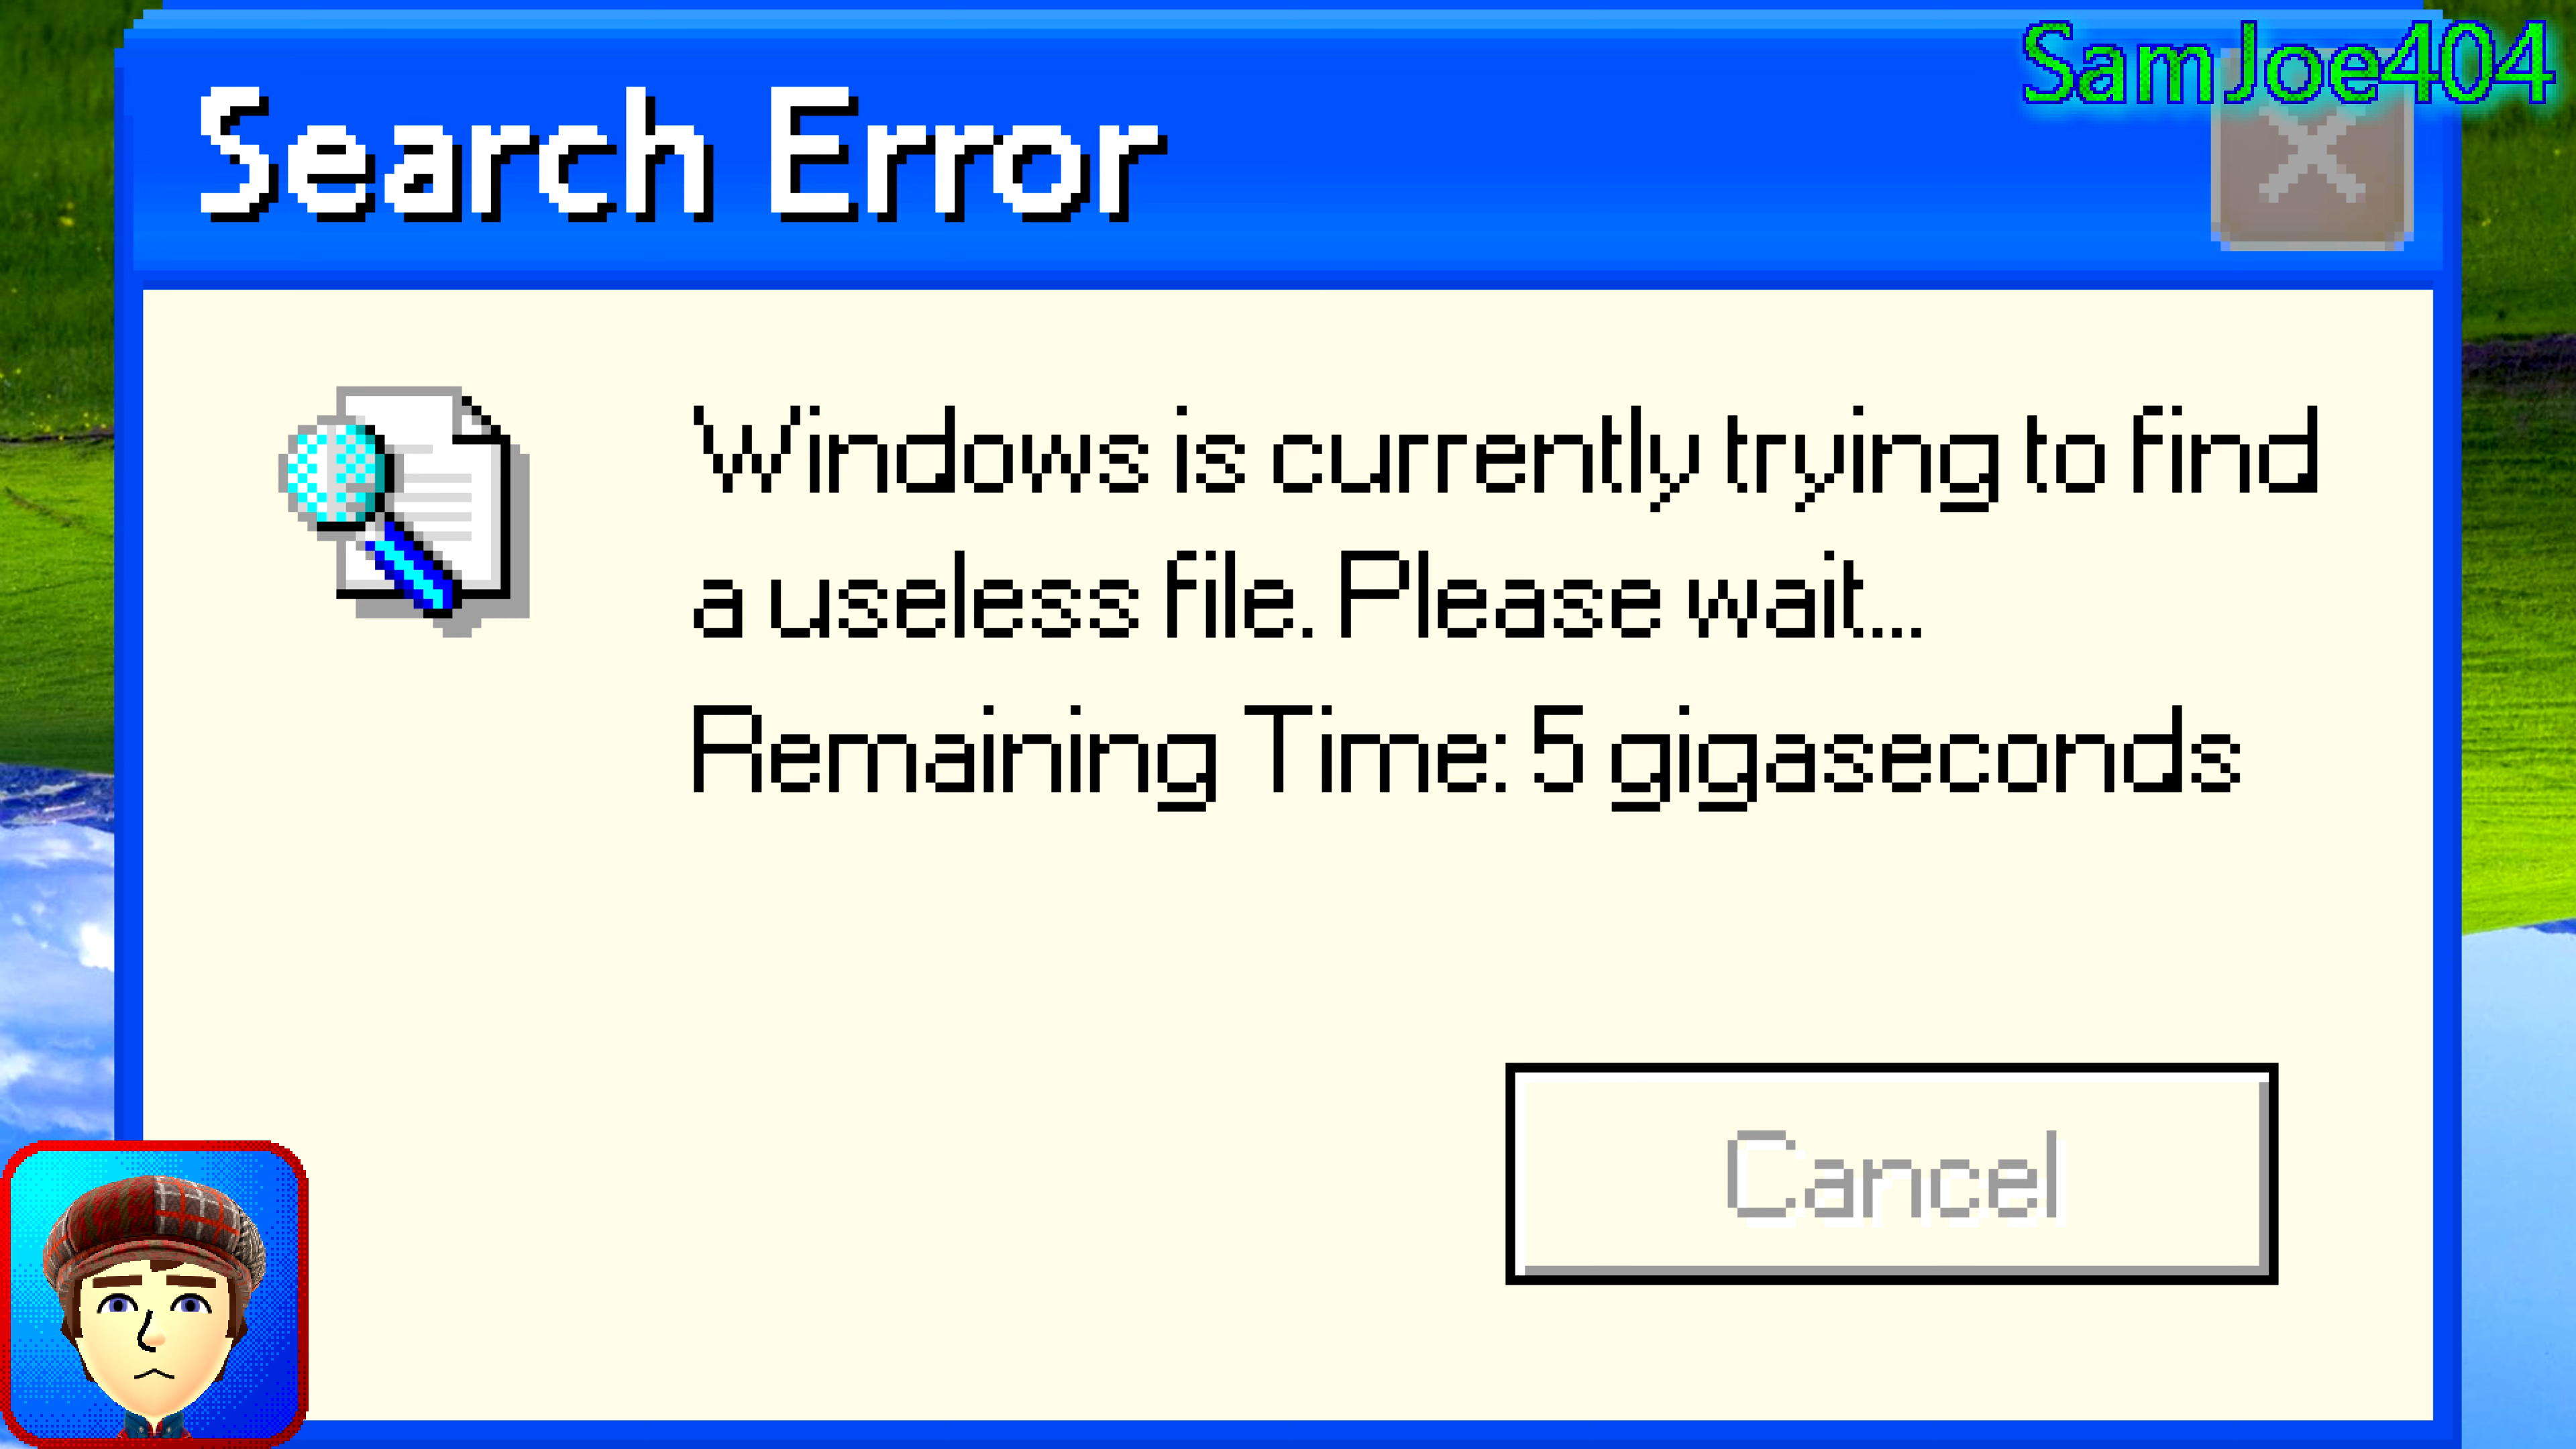 SamJoe404
Search Error
Windows is currently trying to find
a useless file. Please wait...
Remaining Time: 5 gigaseconds
Cancel